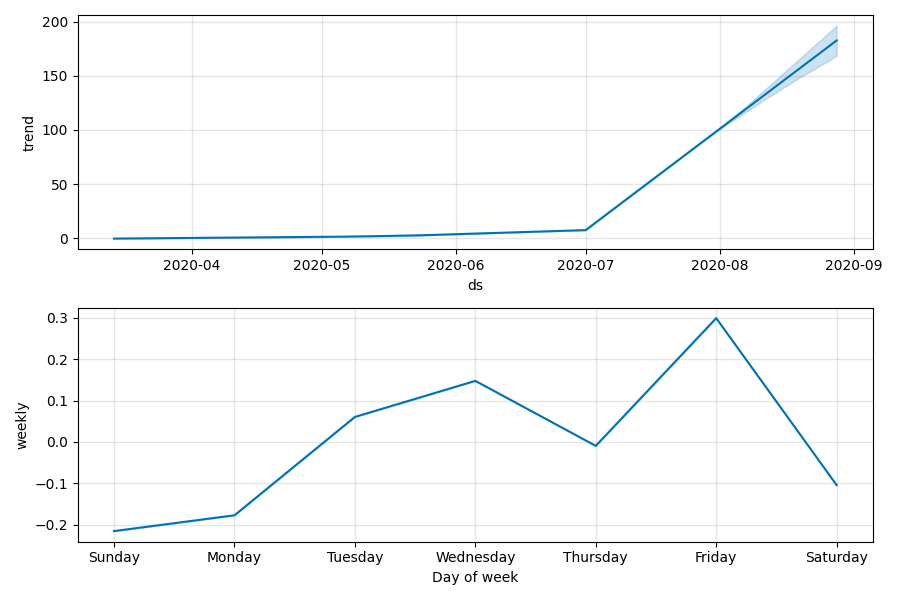 200
150
100
50
0
trend
2020-04 2020-05 2020-06 2020-07 2020-08 2020-09
ds
0.3
0.2
0.1
0.0
−0.1
−0.2
weekly
Sunday Monday Tuesday Wednesday Thursday Friday Saturday
Day of week